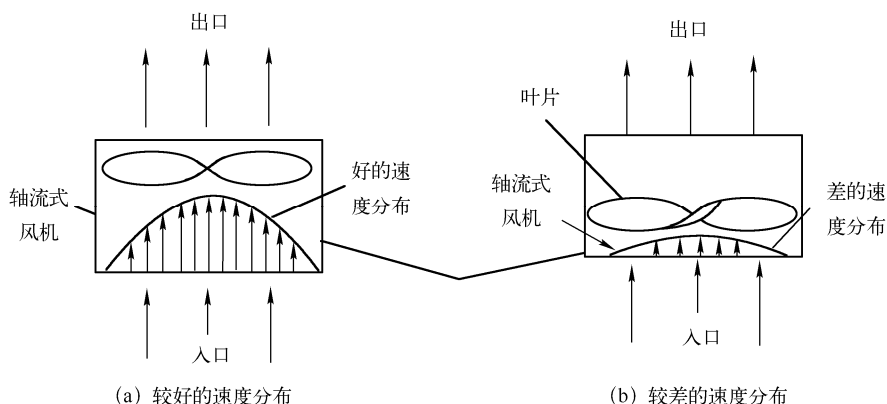 出口
轴流式
风机
好的速
度分布
入口
(a) 较好的速度分布
出口
叶片
轴流式
风机
差的速
度分布
入口
(b) 较差的速度分布